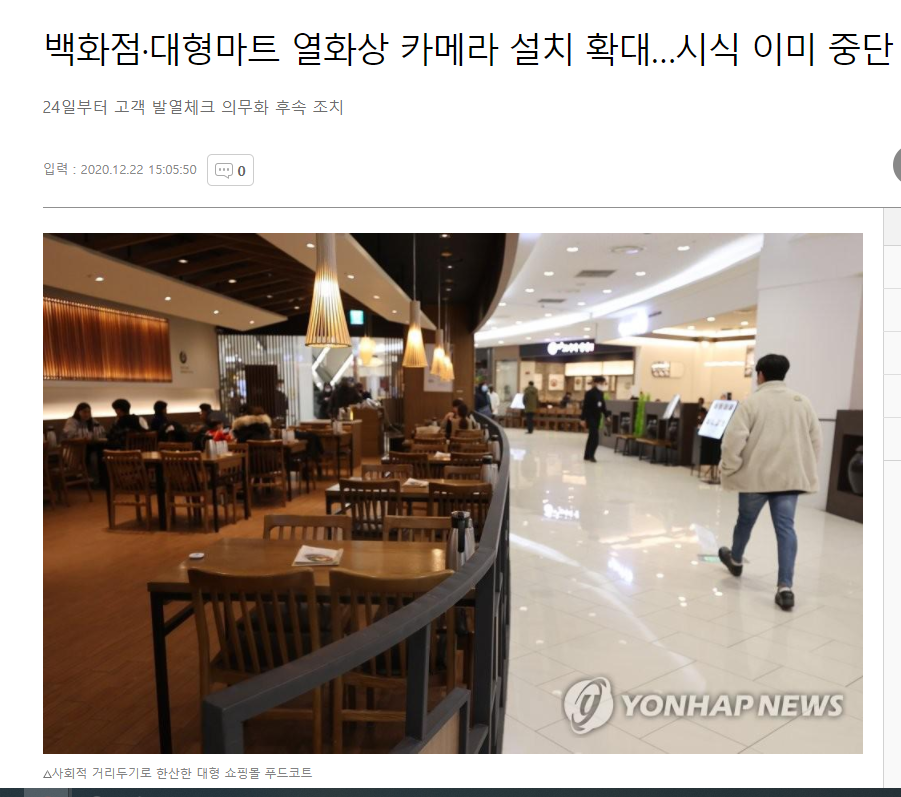 백화점·대형마트 열화상 카메라 설치 확대...시식 이미 중단
24일부터 고객 발열체크 의무화 후속 조치
입력 : 2020.12.22 15:05:50
0
YONHAP NEWS
△사회적 거리두기로 한산한 대형 쇼핑몰 푸드코트